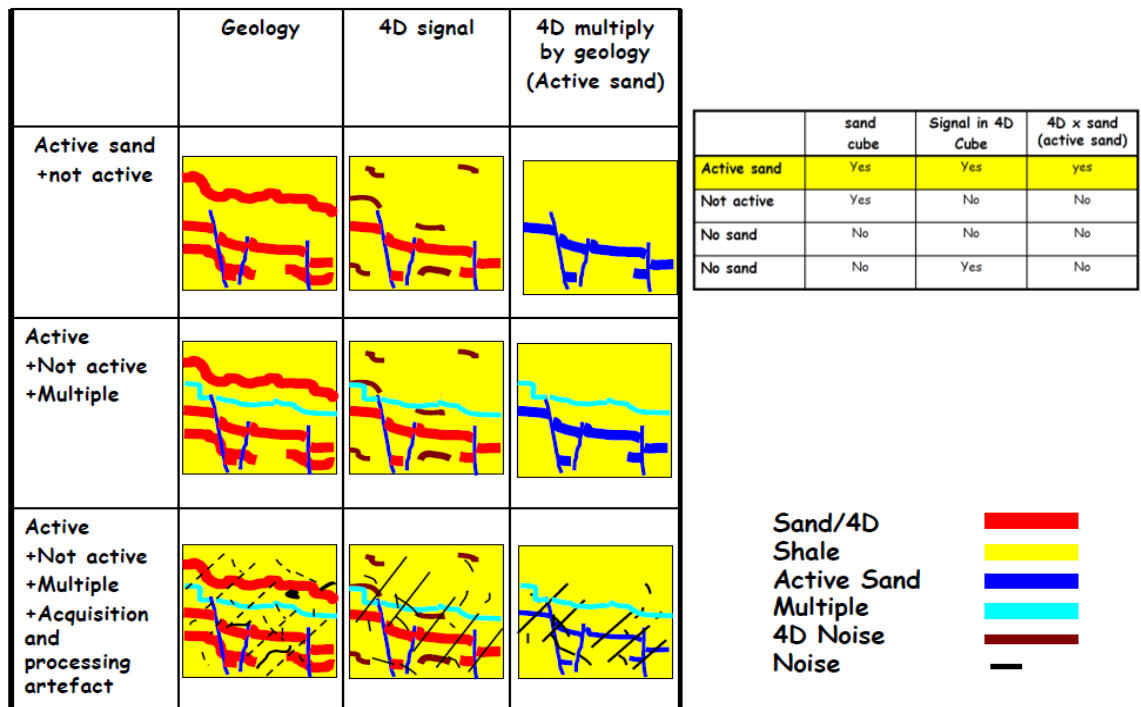 Geology
4D signal
4D multiply
by geology
(Active sand)
Active sand
+not active
Active
+Not active
+Multiple
Active
+Not active
+Multiple
+Acquisition
and
processing
artefact
sand
cube
Signal in 4D
Cube
4D x sand
(active sand)
Active sand Yes Yes yes
Not active Yes No No
No sand No No No
No sand No Yes No
Sand/4D
Shale
Active Sand
Multiple
4D Noise
Noise